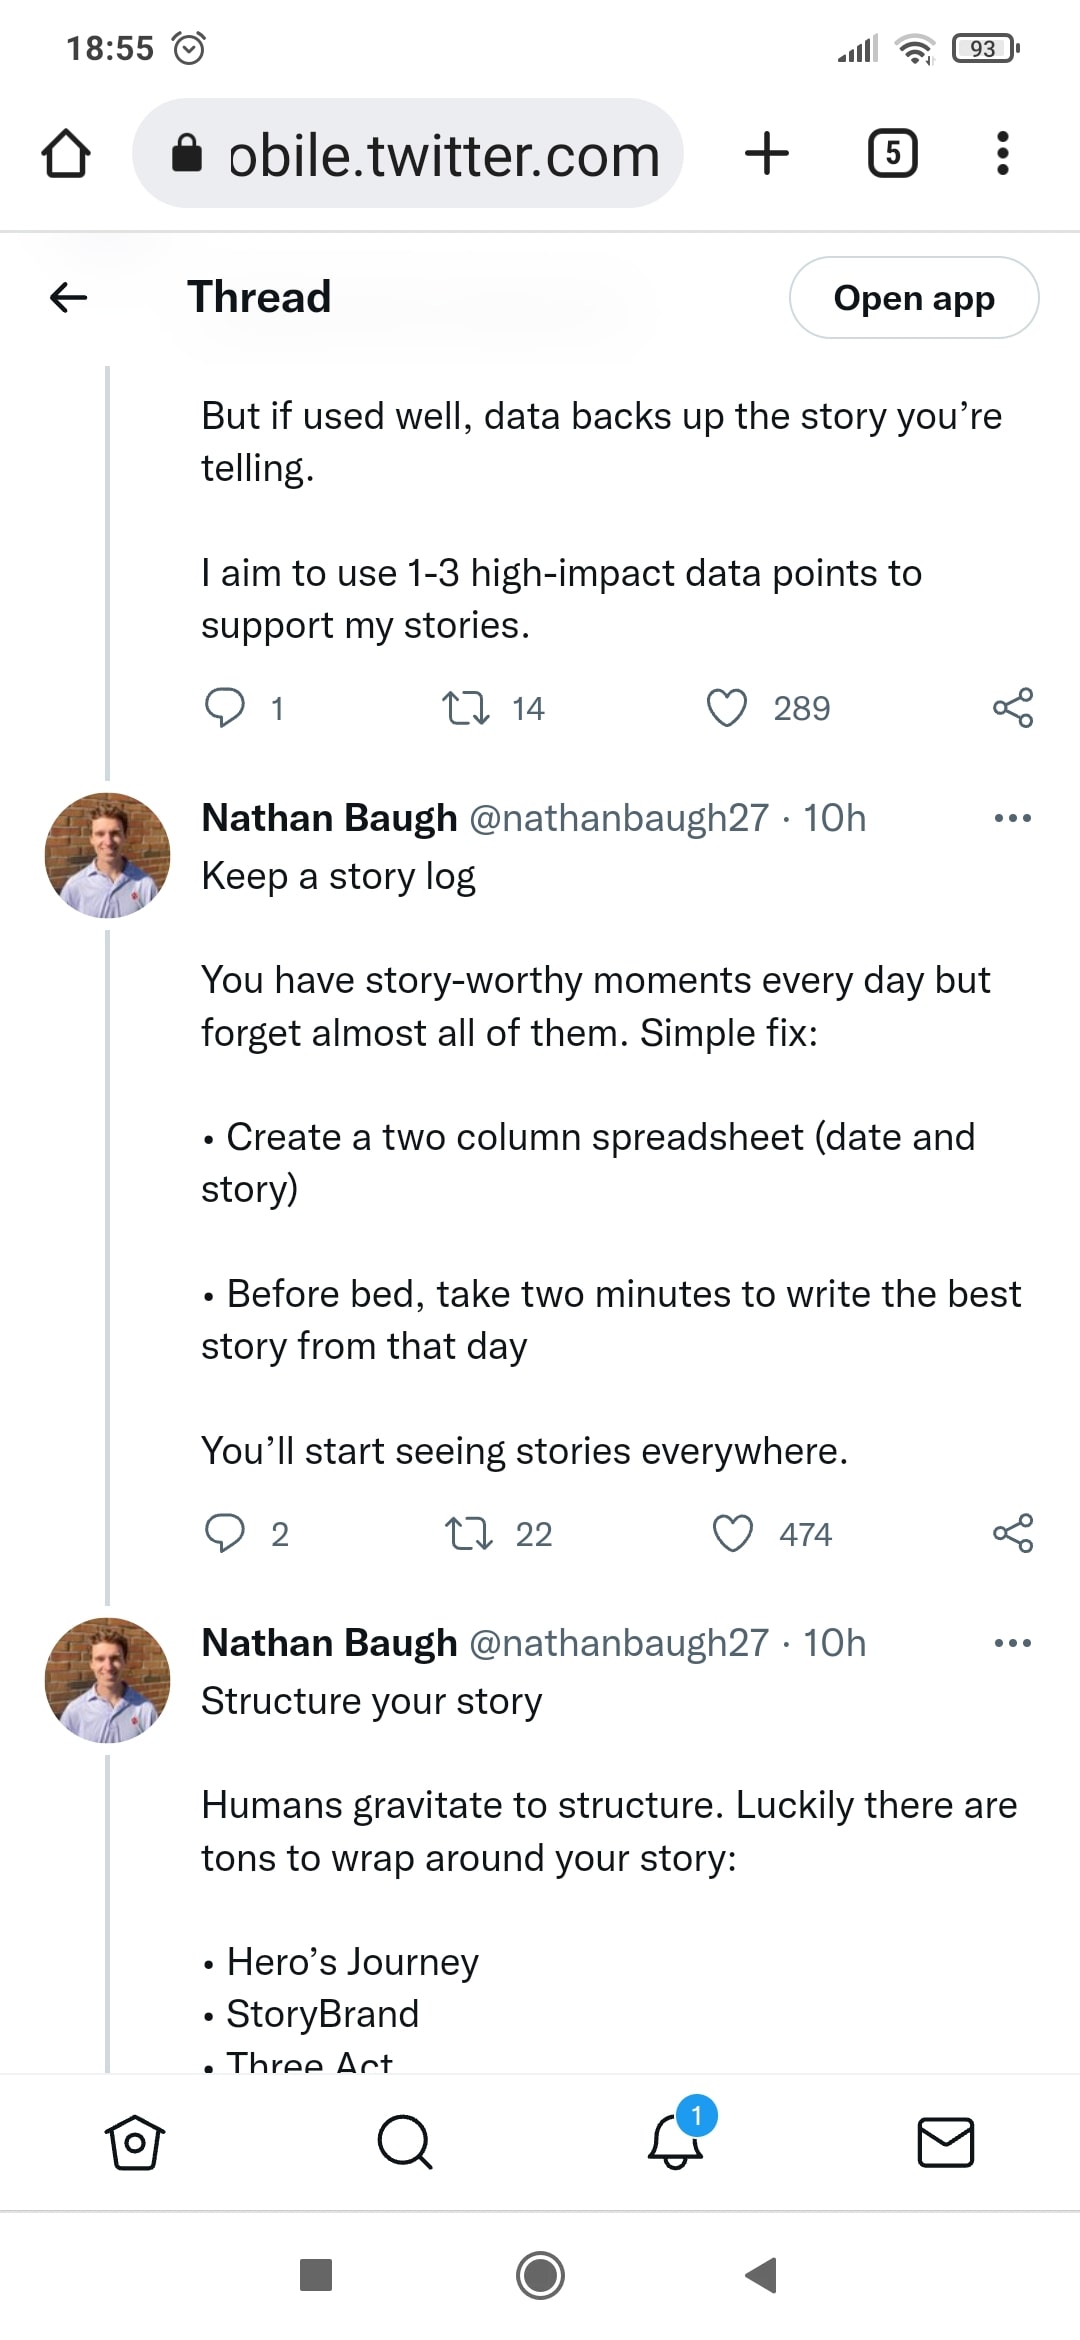 18:55
93
obile.twitter.com
5
Thread
Open app
But if used well, data backs up the story you’re
telling.
I aim to use 1-3 high-impact data points to
support my stories.
1 14 289
Nathan Baugh @nathanbaugh27 · 10h
Keep a story log
You have story-worthy moments every day but
forget almost all of them. Simple fix:
• Create a two column spreadsheet (date and
story)
• Before bed, take two minutes to write the best
story from that day
You’ll start seeing stories everywhere.
2 22 474
Nathan Baugh @nathanbaugh27 · 10h
Structure your story
Humans gravitate to structure. Luckily there are
tons to wrap around your story:
• Hero’s Journey
• StoryBrand
• Three Act
1